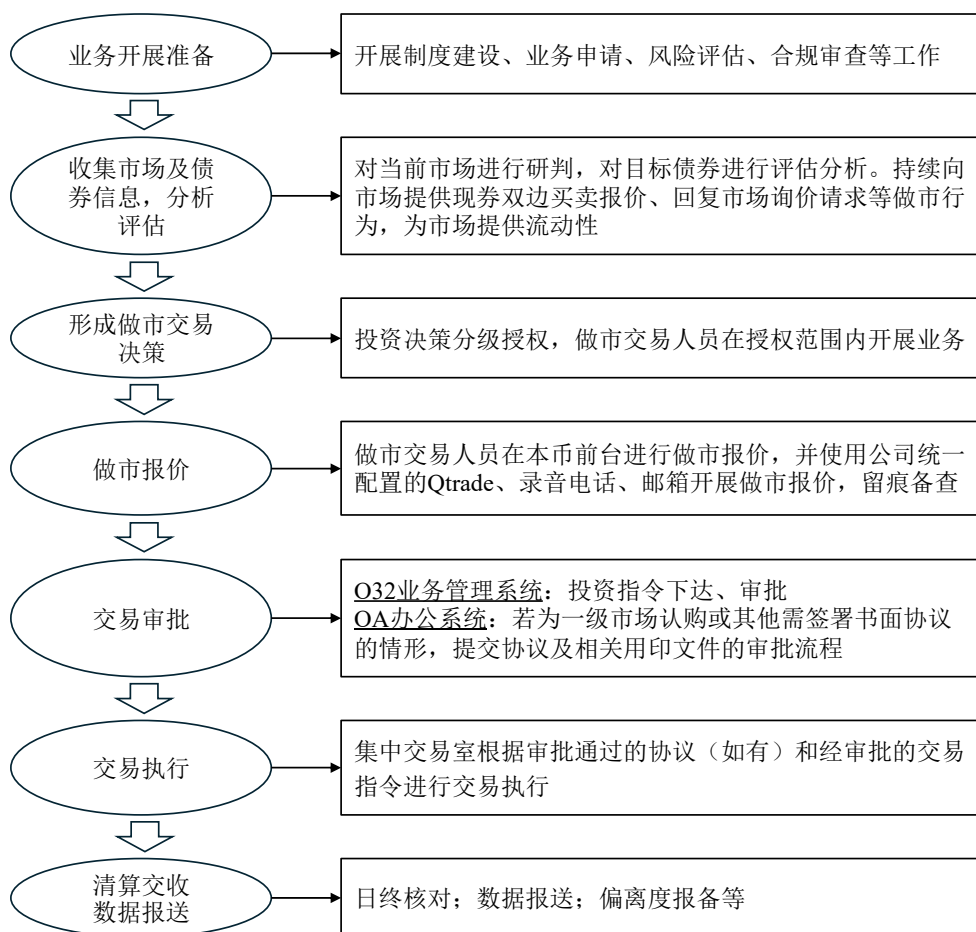 业务开展准备
开展制度建设、业务申请、风险评估、合规审查等工作
收集市场及债
券信息，分析
评估
对当前市场进行研判，对目标债券进行评估分析。持续向
市场提供现券双边买卖报价、回复市场询价请求等做市行
为，为市场提供流动性
形成做市交易
决策
投资决策分级授权，做市交易人员在授权范围内开展业务
做市报价
做市交易人员在本币前台进行做市报价，并使用公司统一
配置的Qtrade、录音电话、邮箱开展做市报价，留痕备查
交易审批
O32业务管理系统：投资指令下达、审批
OA办公系统：若为一级市场认购或其他需签署书面协议
的情形，提交协议及相关用印文件的审批流程
交易执行
集中交易室根据审批通过的协议（如有）和经审批的交易
指令进行交易执行
清算交收
数据报送
日终核对；数据报送；偏离度报备等